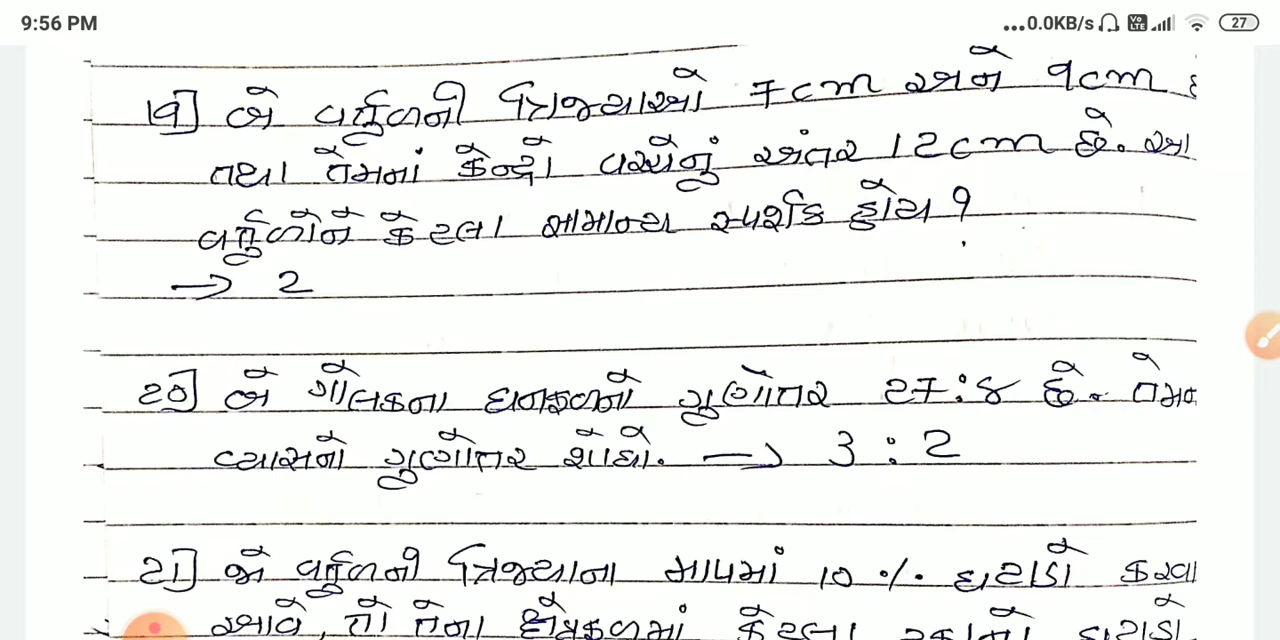 9:56 PM
...0.0KB/s Vo LTE 27
19] બે વર્તુળની ત્રિજ્યાઓ 7cm અને 9cm છે
તથા તેમનાં કેન્દ્રો વચ્ચેનું અંતર 12cm છે. આ
વર્તુળોને કેટલા સામાન્ય સ્પર્શક હોય ?
→ 2
20] બે ગોલકના ઘનફળનો ગુણોતર 27:8 છે.
વ્યાસનો ગુણોતર શોધો. → 3 : 2
21] જો વર્તુળની ત્રિજ્યાના માપમાં 10 % ઘટાડો કરવા
આવે, તો તેના ક્ષેત્રફળમાં કેટલા ટકાનો ઘટાડો